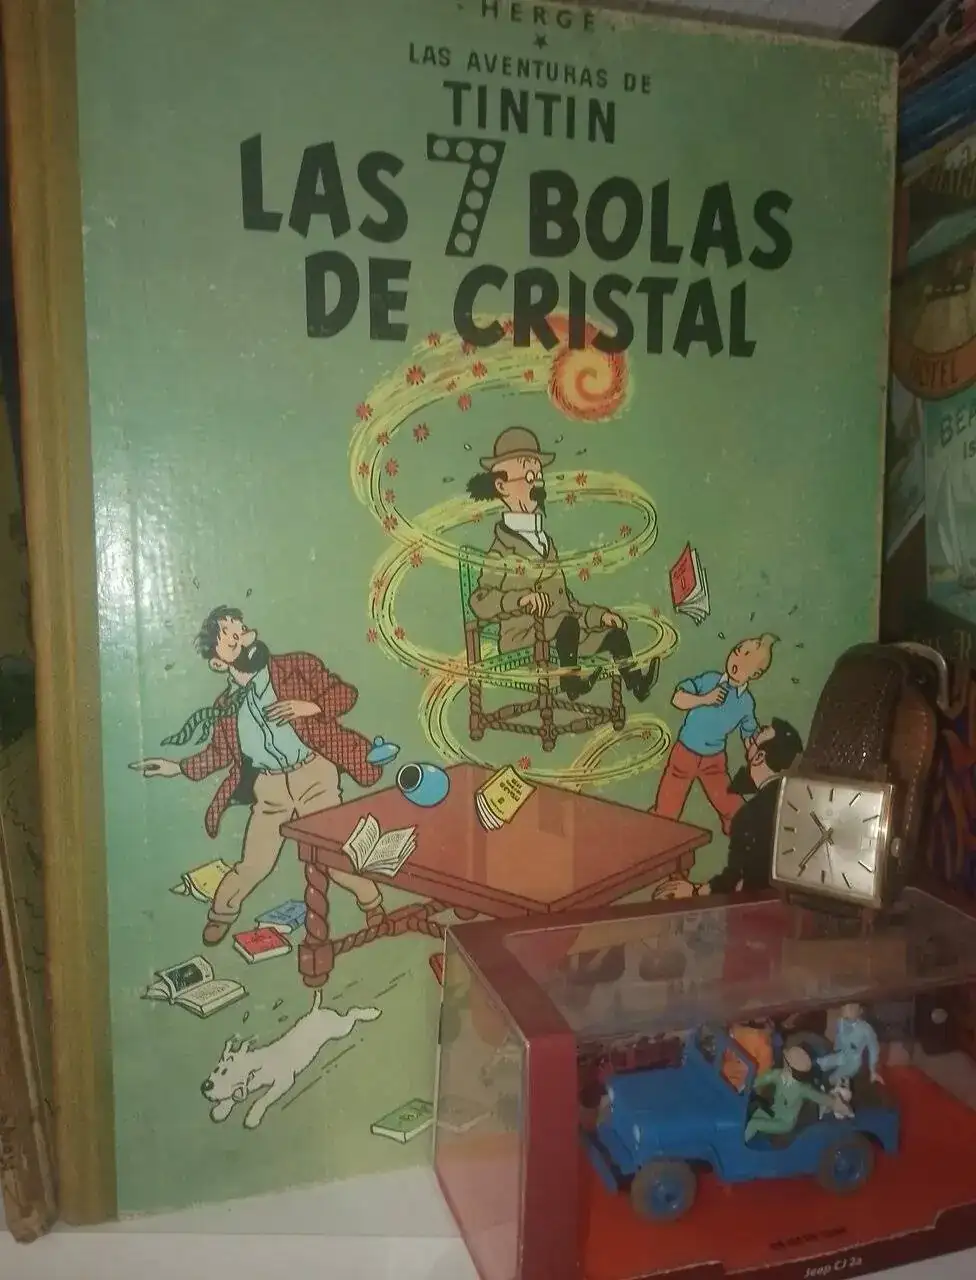 · HERGÉ ·
LAS AVENTURAS DE
TINTIN
LAS 7 BOLAS
DE CRISTAL
Jeep CJ 2a